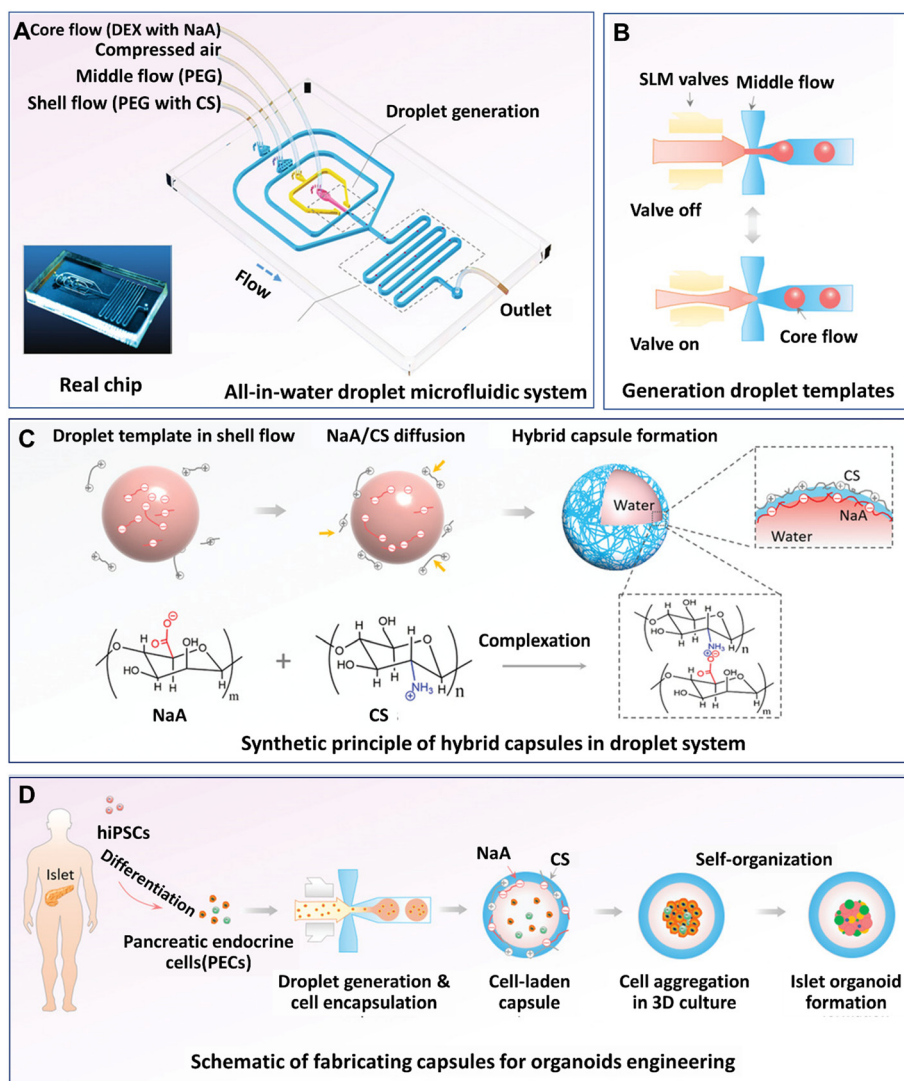 A
Core flow (DEX with NaA)
Compressed air
Middle flow (PEG)
Shell flow (PEG with CS)
Droplet generation
Flow
Outlet
Real chip
All-in-water droplet microfluidic system
B
SLM valves
Middle flow
Valve off
Valve on
Core flow
Generation droplet templates
C
Droplet template in shell flow
NaA/CS diffusion
Hybrid capsule formation
Water
CS
NaA
Water
NaA
+
CS
Complexation
Synthetic principle of hybrid capsules in droplet system
D
hiPSCs
Islet
Differentiation
Pancreatic endocrine
cells(PECs)
Droplet generation &
cell encapsulation
NaA
CS
Cell-laden
capsule
Self-organization
Cell aggregation
in 3D culture
Islet organoid
formation
Schematic of fabricating capsules for organoids engineering